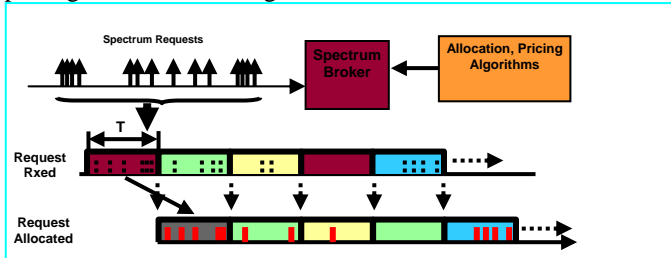 Spectrum Requests
Spectrum
Broker
Allocation, Pricing
Algorithms
T
Request
Rxed
Request
Allocated